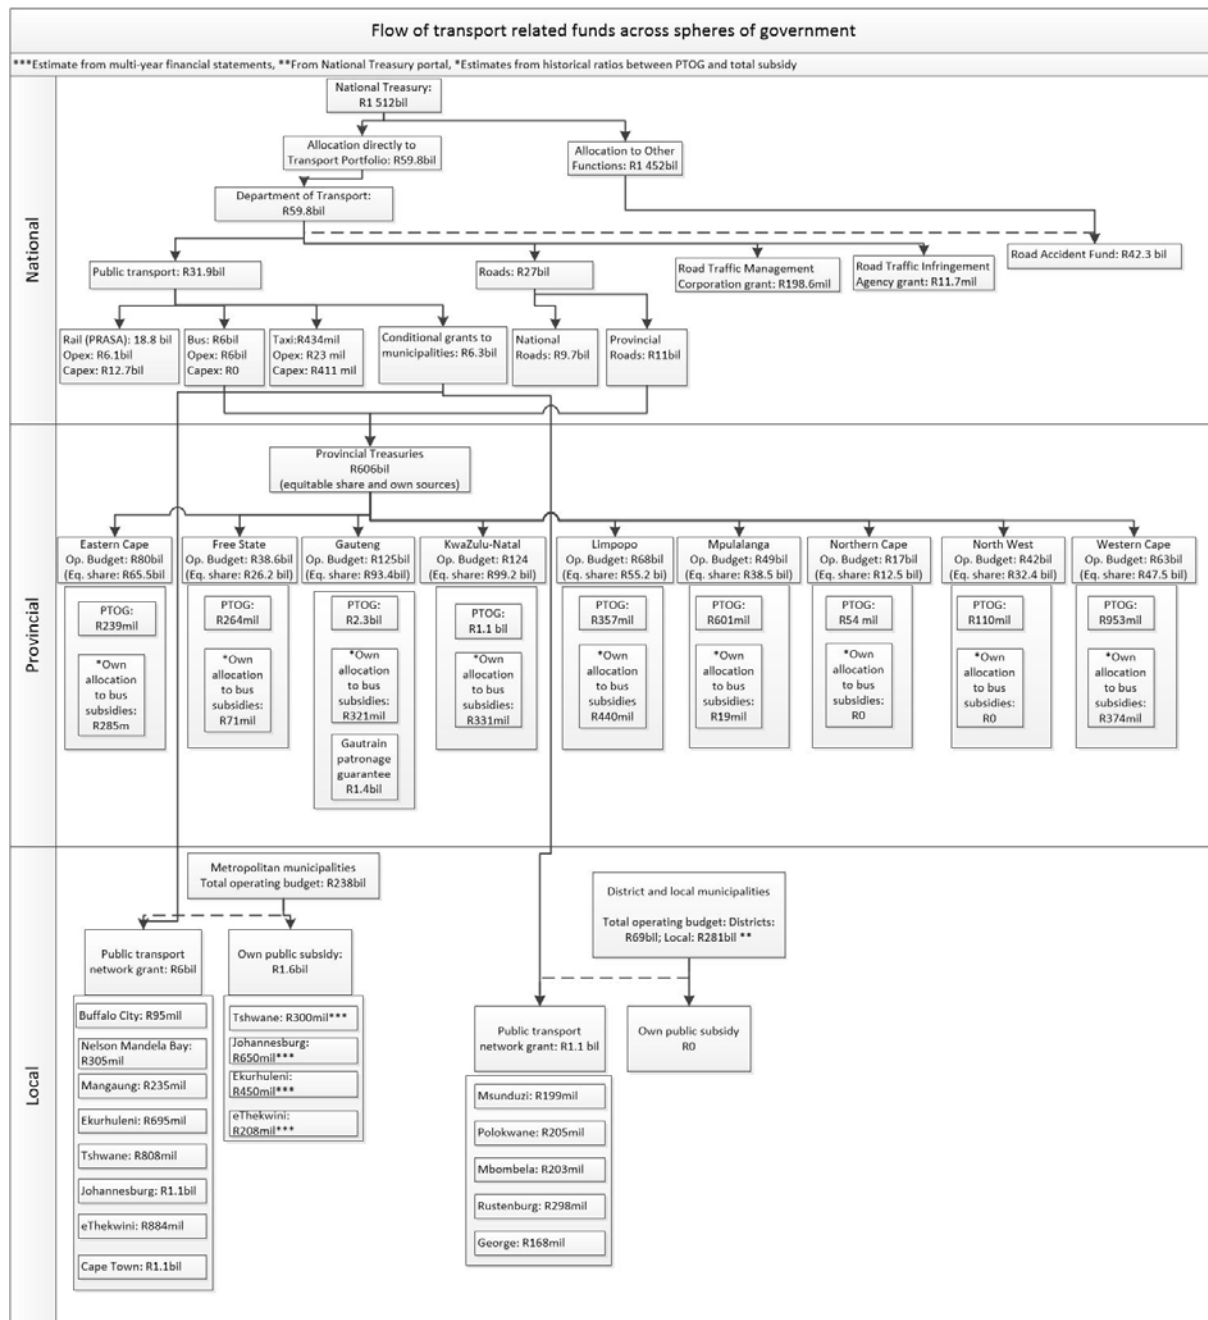 Flow of transport related funds across spheres of government
***Estimate from multi-year financial statements, **From National Treasury portal, *Estimates from historical ratios between PTOG and total subsidy
National
National Treasury:
R1 512bil
Allocation directly to
Transport Portfolio: R59.8bil
Allocation to Other
Functions: R1 452bil
Department of Transport:
R59.8bil
Public transport: R31.9bil
Roads: R27bil
Road Traffic Management
Corporation grant: R198.6mil
Road Traffic Infringement
Agency grant: R11.7mil
Road Accident Fund: R42.3 bil
Rail (PRASA): 18.8 bil
Opex: R6.1bil
Capex: R12.7bil
Bus: R6bil
Opex: R6bil
Capex: R0
Taxi:R434mil
Opex: R23 mil
Capex: R411 mil
Conditional grants to
municipalities: R6.3bil
National
Roads: R9.7bil
Provincial
Roads: R11bil
Provincial
Provincial Treasuries
R606bil
(equitable share and own sources)
Eastern Cape
Op. Budget: R80bil
(Eq. share: R65.5bil)
PTOG:
R239mil
*Own
allocation
to bus
subsidies:
R285m
Free State
Op. Budget: R38.6bil
(Eq. share: R26.2 bil)
PTOG:
R264mil
*Own
allocation
to bus
subsidies:
R71mil
Gauteng
Op. Budget: R125bil
(Eq. share: R93.4bil)
PTOG:
R2.3bil
*Own
allocation
to bus
subsidies:
R321mil
Gautrain
patronage
guarantee
R1.4bil
KwaZulu-Natal
Op. Budget: R124
(Eq. share: R99.2 bil)
PTOG:
R1.1 bil
*Own
allocation
to bus
subsidies:
R331mil
Limpopo
Op. Budget: R68bil
(Eq. share: R55.2 bi)
PTOG:
R357mil
*Own
allocation
to bus
subsidies
R440mil
Mpulalanga
Op. Budget: R49bil
(Eq. share: R38.5 bil)
PTOG:
R601mil
*Own
allocation
to bus
subsidies:
R19mil
Northern Cape
Op. Budget: R17bil
(Eq. share: R12.5 bil)
PTOG:
R54 mil
*Own
allocation
to bus
subsidies:
R0
North West
Op. Budget: R42bil
(Eq. share: R32.4 bil)
PTOG:
R110mil
*Own
allocation
to bus
subsidies:
R0
Western Cape
Op. Budget: R63bil
(Eq. share: R47.5 bil)
PTOG:
R953mil
*Own
allocation
to bus
subsidies:
R374mil
Local
Metropolitan municipalities
Total operating budget: R238bil
Public transport
network grant: R6bil
Buffalo City: R95mil
Nelson Mandela Bay:
R305mil
Mangaung: R235mil
Ekurhuleni: R695mil
Tshwane: R808mil
Johannesburg: R1.1bil
eThekwini: R884mil
Cape Town: R1.1bil
Own public subsidy:
R1.6bil
Tshwane: R300mil***
Johannesburg:
R650mil***
Ekurhuleni:
R450mil***
eThekwini:
R208mil***
District and local municipalities
Total operating budget: Districts:
R69bil; Local: R281bil **
Public transport
network grant: R1.1 bil
Msunduzi: R199mil
Polokwane: R205mil
Mbombela: R203mil
Rustenburg: R298mil
George: R168mil
Own public subsidy
R0